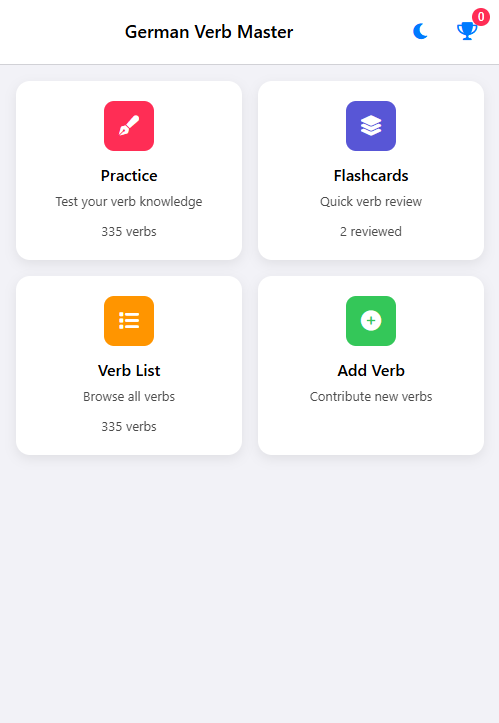 German Verb Master
0
Practice
Test your verb knowledge
335 verbs
Flashcards
Quick verb review
2 reviewed
Verb List
Browse all verbs
335 verbs
Add Verb
Contribute new verbs